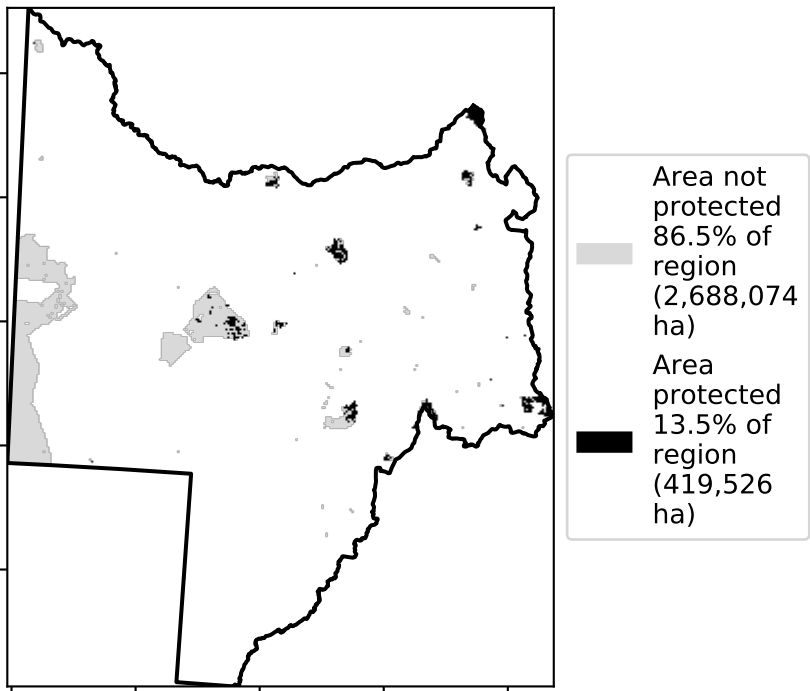 Area not
protected
86.5% of
region
(2,688,074
ha)
Area
protected
13.5% of
region
(419,526
ha)